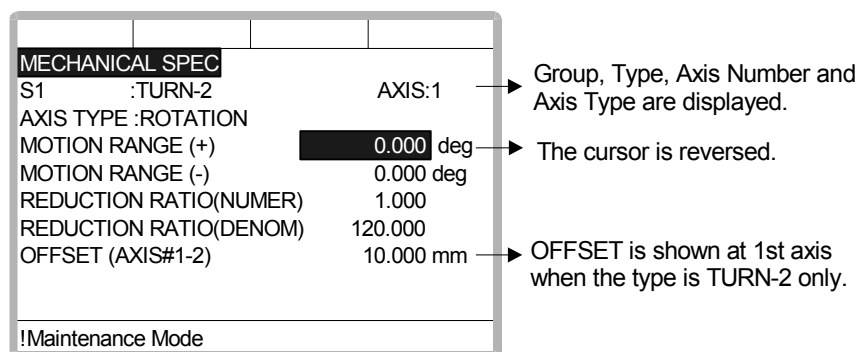 MECHANICAL SPEC
S1 :TURN-2 AXIS:1
AXIS TYPE :ROTATION
MOTION RANGE (+) 0.000 deg
MOTION RANGE (-) 0.000 deg
REDUCTION RATIO(NUMER) 1.000
REDUCTION RATIO(DENOM) 120.000
OFFSET (AXIS#1-2) 10.000 mm
!Maintenance Mode
Group, Type, Axis Number and
Axis Type are displayed.
The cursor is reversed.
OFFSET is shown at 1st axis
when the type is TURN-2 only.